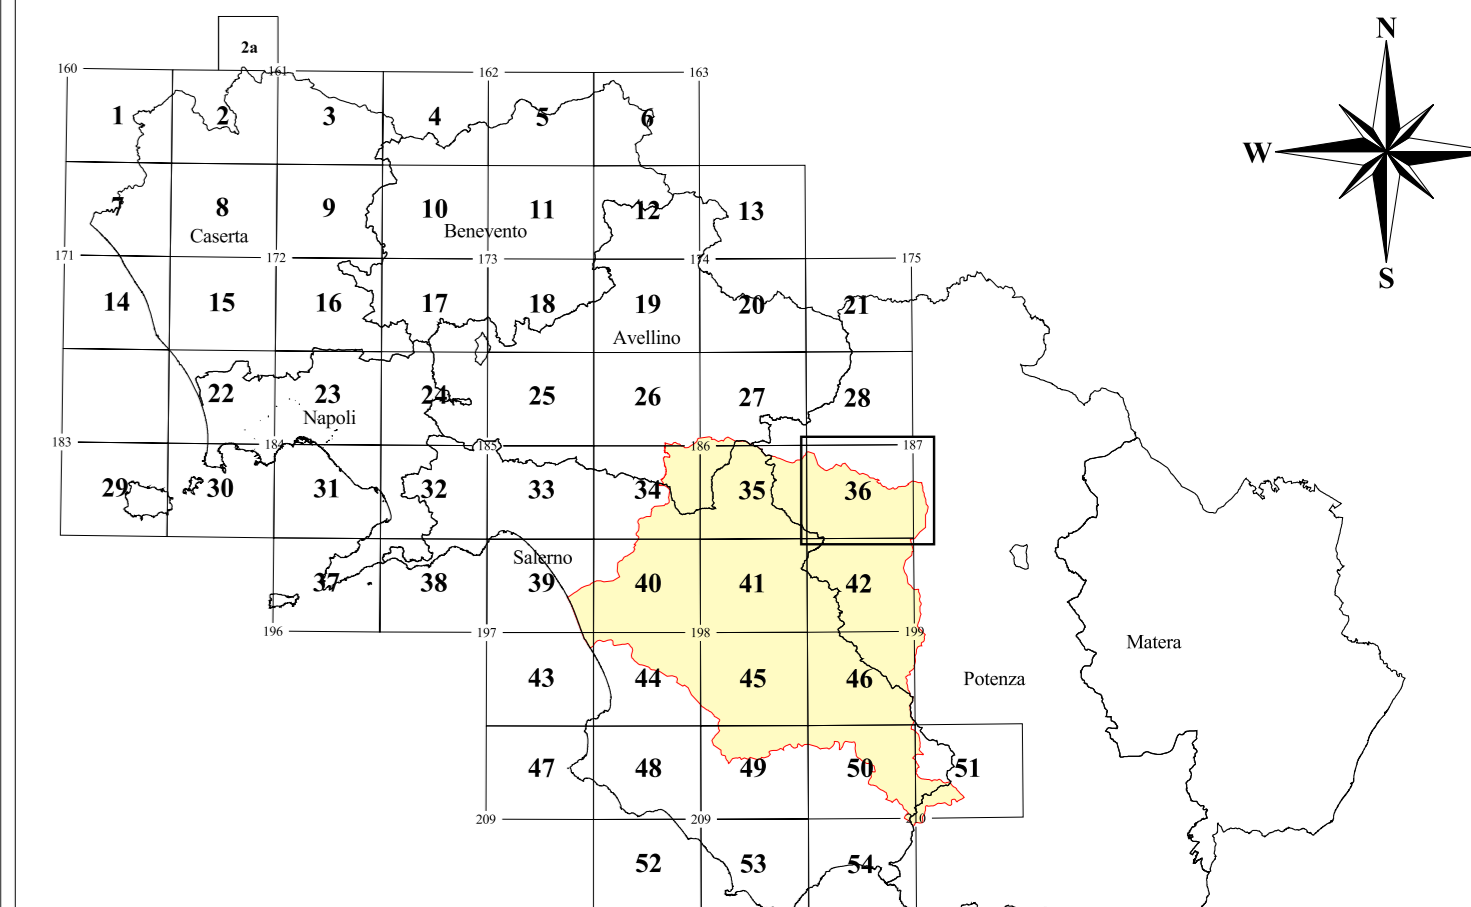 N
2a
160 161 162 163
1 2 3 4 5 6
W
7 8 9 10 11 12 13
Caserta Benevento
171 172 173 174 175
S
14 15 16 17 18 19 20 21
Avellino
22 23 24 25 26 27 28
Napoli
183 184 185 186 187
29 30 31 32 33 34 35 36
Salerno
37 38 39 40 41 42
196 197 198 199
Matera
43 44 45 46 Potenza
47 48 49 50 51
209 209 210
52 53 54